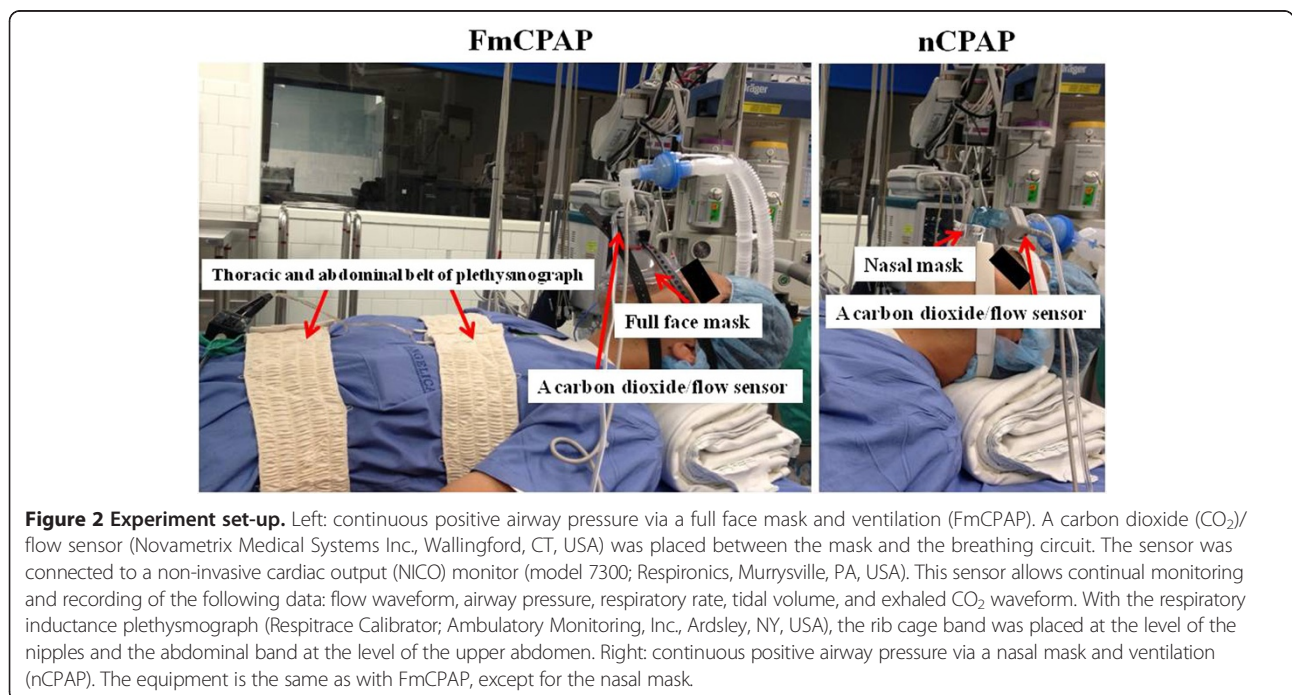 FmCPAP
nCPAP
Thoracic and abdominal belt of plethysmograph
Full face mask
A carbon dioxide/flow sensor
GELICA
Nasal mask
A carbon dioxide/flow sensor
Figure 2 Experiment set-up. Left: continuous positive airway pressure via a full face mask and ventilation (FmCPAP). A carbon dioxide (CO₂)/
flow sensor (Novametrix Medical Systems Inc., Wallingford, CT, USA) was placed between the mask and the breathing circuit. The sensor was
connected to a non-invasive cardiac output (NICO) monitor (model 7300; Respironics, Murrysville, PA, USA). This sensor allows continual monitoring
and recording of the following data: flow waveform, airway pressure, respiratory rate, tidal volume, and exhaled CO₂ waveform. With the respiratory
inductance plethysmograph (Respitrace Calibrator; Ambulatory Monitoring, Inc., Ardsley, NY, USA), the rib cage band was placed at the level of the
nipples and the abdominal band at the level of the upper abdomen. Right: continuous positive airway pressure via a nasal mask and ventilation
(nCPAP). The equipment is the same as with FmCPAP, except for the nasal mask.